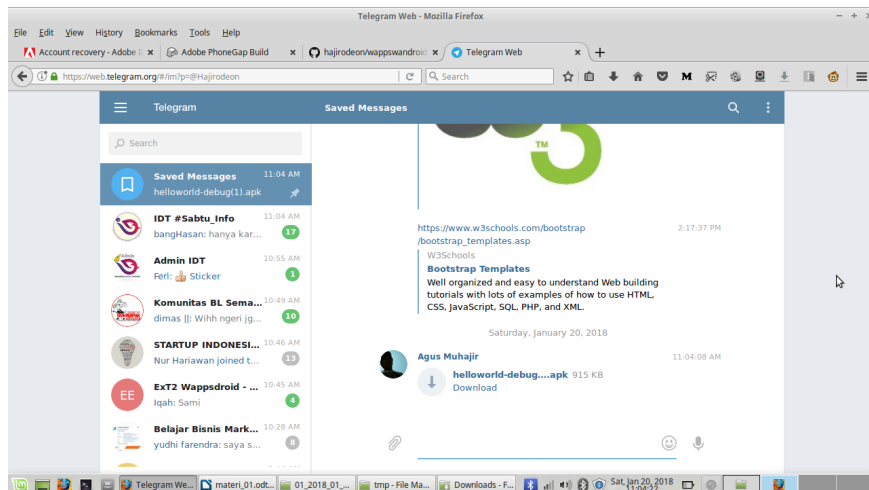 Telegram Web - Mozilla Firefox
File Edit View History Bookmarks Tools Help
Account recovery - Adobe I
Adobe PhoneGap Build
hajirodeon/wappswandroid
Telegram Web
https://web.telegram.org/#/im?p=@Hajirodeon
Search
Telegram
Saved Messages
Search
Saved Messages 11:04 AM
helloworld-debug(1).apk
IDT #Sabtu_Info 11:04 AM
bangHasan: hanya kar... 17
Admin IDT 10:55 AM
Feri: 👍 Sticker 1
Komunitas BL Sema... 10:49 AM
dimas ||: Wihh ngeri jg... 10
STARTUP INDONESI... 10:46 AM
Nur Hariawan joined t... 13
EE
ExT2 Wappsdroid - ... 10:45 AM
Iqah: Sami 4
Belajar Bisnis Mark... 10:28 AM
yudhi farendra: saya s... 8
TM
3
https://www.w3schools.com/bootstrap 2:17:37 PM
/bootstrap_templates.asp
W3Schools
Bootstrap Templates
Well organized and easy to understand Web building
tutorials with lots of examples of how to use HTML,
CSS, JavaScript, SQL, PHP, and XML.
Saturday, January 20, 2018
Agus Muhajir 11:04:08 AM
helloworld-debug....apk 915 KB
Download
Telegram We...
materi_01.odt...
01_2018_01_...
tmp - File Ma...
Downloads - F...
Sat, Jan 20, 2018
11:04:22